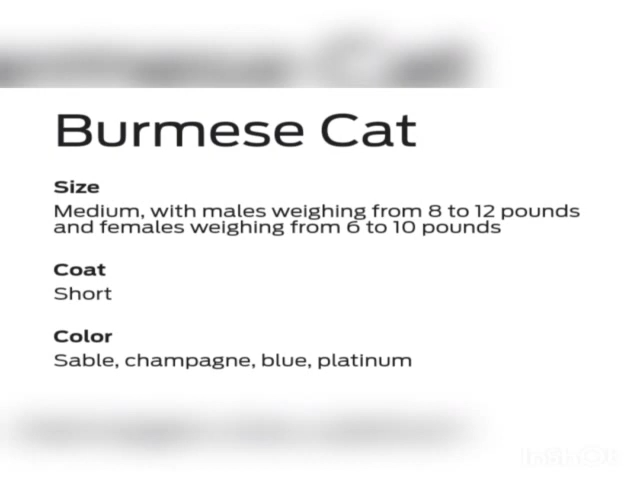 Burmese Cat
Size
Medium, with males weighing from 8 to 12 pounds
and females weighing from 6 to 10 pounds
Coat
Short
Color
Sable, champagne, blue, platinum